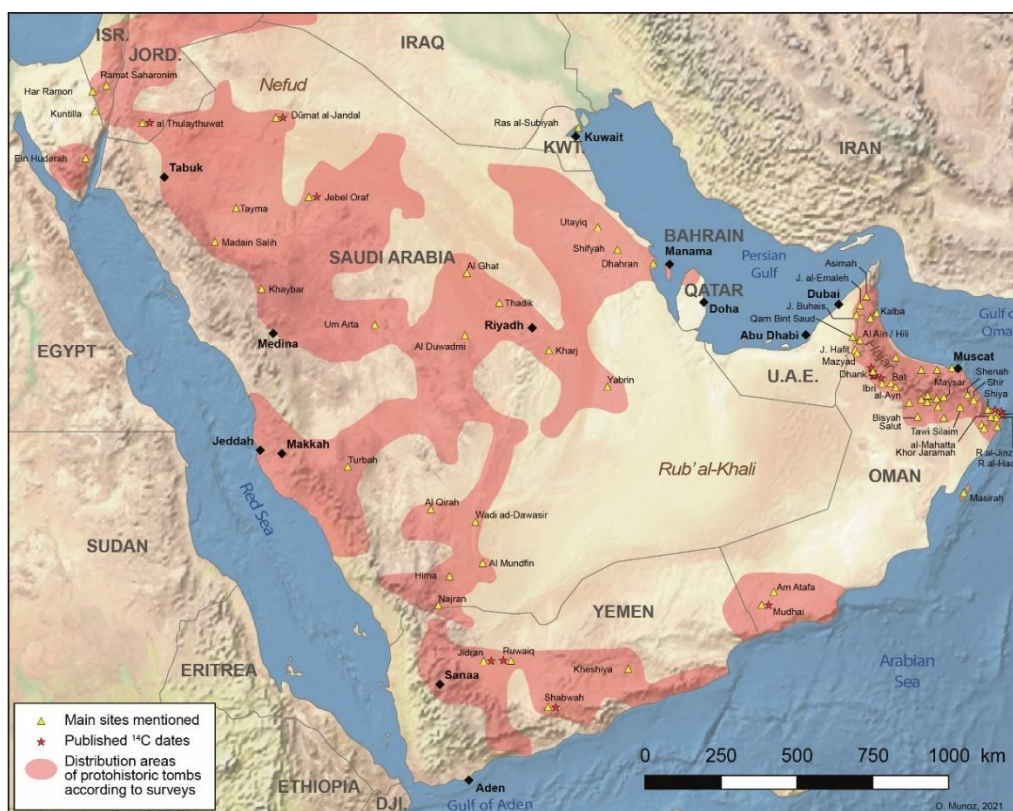 ISR.
JORD.
IRAQ
Ramat Saharonim
Har Ramon
Nefud
Kuntilla
al Thulaythuwat
Dûmat al-Jandal
Ras al-Subiyah
Kuwait
KWT.
IRAN
Ein Huderah
Tabuk
Jebel Oraf
Tayma
Utayiq
BAHRAIN
Madain Salih
Shifyah
Manama
Persian
Gulf
SAUDI ARABIA
Dhahran
Asimah
Al Ghat
J. al-Emaleh
QATAR
Khaybar
Dubai
Thadik
Doha
J. Buhais
Kalba
Gulf of
Oma
Um Arta
Riyadh
Qarn Bint Saud
Medina
Al Duwadmi
Abu Dhabi
Al Ain / Hili
EGYPT
Kharj
J. Hafit
Hajar
Mazyad
Muscat
U.A.E.
Dhank
Bat
Shenah
Yabrin
Ibri
Maysar
Shir
al-Ayn
Shiya
Bisyah
Jeddah
Makkah
Salut
Tawi Silaim
al-Mahatta
Turbah
Khor Jaramah
R.al-Jinz
Rub' al-Khali
R.al-Had
OMAN
Red Sea
Masirah
Al Qirah
Wadi ad-Dawasir
SUDAN
Al Mundfin
Hima
Am Atafa
Najran
YEMEN
Mudhai
Jidran
Ruwaiq
ERITREA
Kheshiya
Sanaa
Arabian
Sea
Shabwah
Main sites mentioned
Published ¹⁴C dates
Distribution areas
of protohistoric tombs
according to surveys
0 250 500 750 1000 km
ETHIOPIA
Aden
DJI.
Gulf of Aden
O. Munoz, 2021